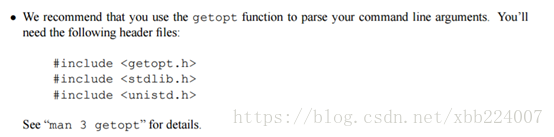 • We recommend that you use the getopt function to parse your command line arguments. You'll
need the following header files:
#include <getopt.h>
#include <stdlib.h>
#include <unistd.h>
See “man 3 getopt” for details.
https://blog.csdn.net/xbb224007